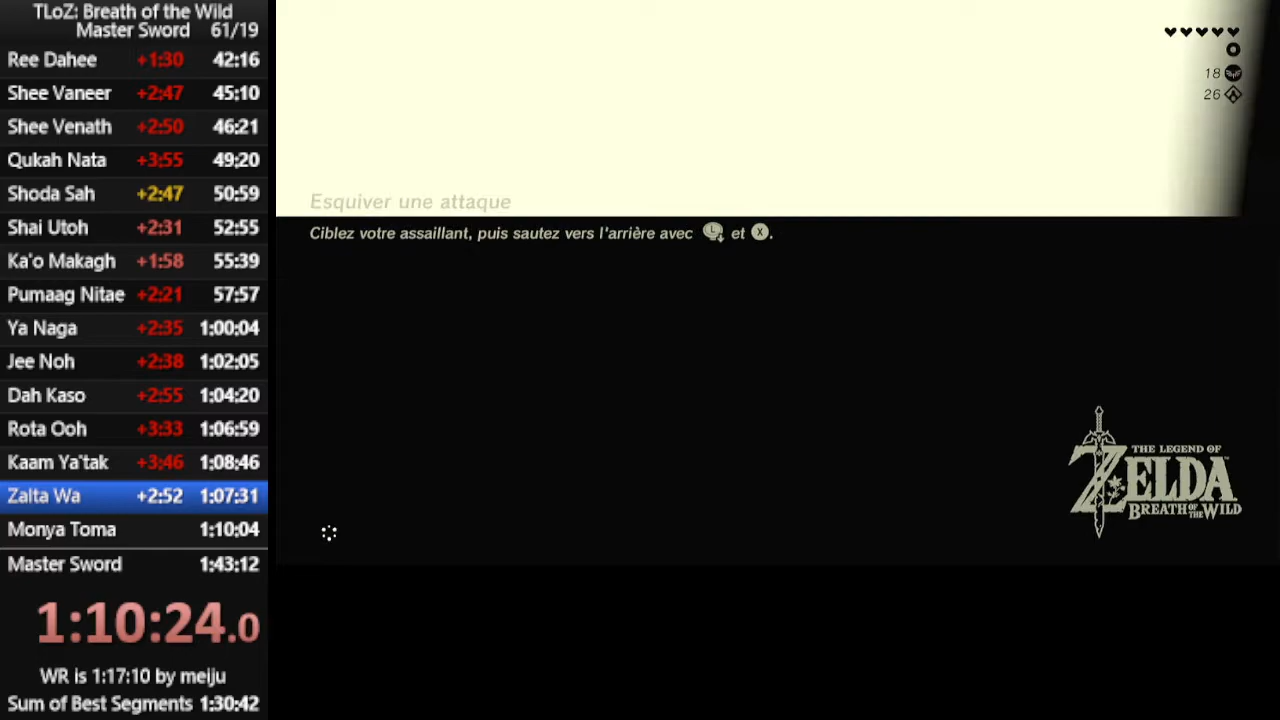 TLoZ: Breath of the Wild
Master Sword 61/19
Ree Dahee +1:30 42:16
Shee Vaneer +2:47 45:10
Shee Venath +2:50 46:21
Qukah Nata +3:55 49:20
Shoda Sah +2:47 50:59
Shai Utoh +2:31 52:55
Ka'o Makagh +1:58 55:39
Pumaag Nitae +2:21 57:57
Ya Naga +2:35 1:00:04
Jee Noh +2:38 1:02:05
Dah Kaso +2:55 1:04:20
Rota Ooh +3:33 1:06:59
Kaam Ya'tak +3:46 1:08:46
Zalta Wa +2:52 1:07:31
Monya Toma 1:10:04
Master Sword 1:43:12
1:10:24.0
WR is 1:17:10 by meiju
Sum of Best Segments 1:30:42
18
26
Esquiver une attaque
Ciblez votre assaillant, puis sautez vers l'arrière avec L et X.
THE LEGEND OF
ZELDA
BREATH OF THE WILD